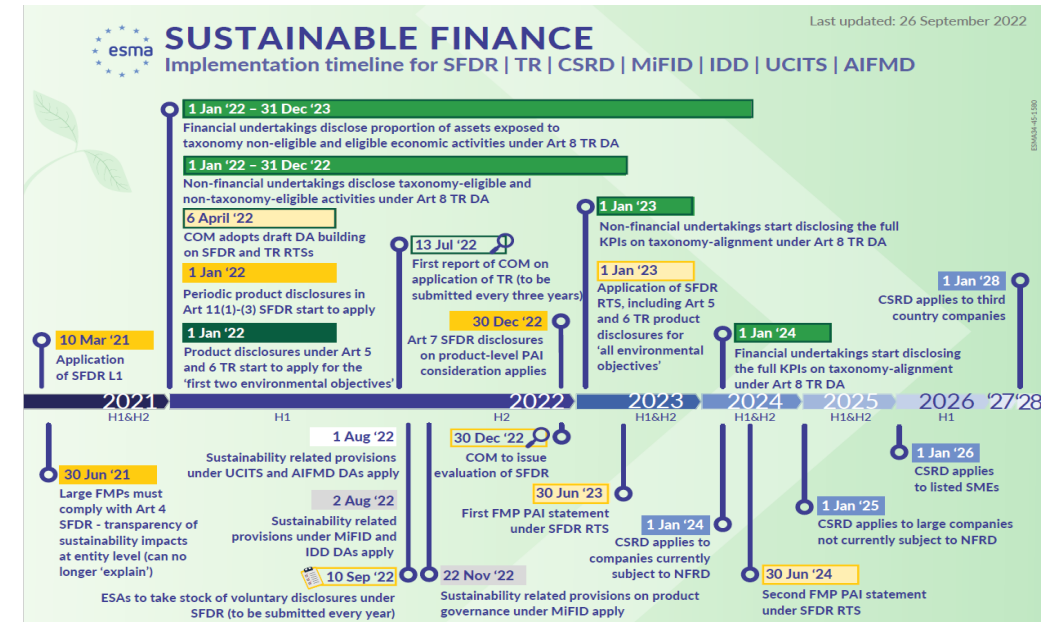 Last updated: 26 September 2022
esma
SUSTAINABLE FINANCE
Implementation timeline for SFDR | TR | CSRD | MiFID | IDD | UCITS | AIFMD
ESMA34-45-1580
1 Jan '22 – 31 Dec '23
Financial undertakings disclose proportion of assets exposed to
taxonomy non-eligible and eligible economic activities under Art 8 TR DA
1 Jan '22 – 31 Dec '22
Non-financial undertakings disclose taxonomy-eligible and
non-taxonomy-eligible activities under Art 8 TR DA
6 April '22
COM adopts draft DA building
on SFDR and TR RTSs
1 Jan '22
Periodic product disclosures in
Art 11(1)-(3) SFDR start to apply
1 Jan '22
Product disclosures under Art 5
and 6 TR start to apply for the
'first two environmental objectives'
10 Mar '21
Application
of SFDR L1
13 Jul '22
First report of COM on
application of TR (to be
submitted every three years)
30 Dec '22
Art 7 SFDR disclosures
on product-level PAI
consideration applies
1 Jan '23
Non-financial undertakings start disclosing the full
KPIs on taxonomy-alignment under Art 8 TR DA
1 Jan '23
Application of SFDR
RTS, including Art 5
and 6 TR product
disclosures for
'all environmental
objectives'
1 Jan '24
Financial undertakings start disclosing
the full KPIs on taxonomy-alignment
under Art 8 TR DA
1 Jan '28
CSRD applies to third
country companies
2021 2022 2023 2024 2025 2026 '27 '28
H1&H2 H1 H2 H1&H2 H1&H2 H1&H2 H1
30 Jun '21
Large FMPs must
comply with Art 4
SFDR - transparency of
sustainability impacts
at entity level (can no
longer 'explain')
1 Aug '22
Sustainability related provisions
under UCITS and AIFMD DAs apply
2 Aug '22
Sustainability related
provisions under MiFID and
IDD DAs apply
10 Sep '22
ESAs to take stock of voluntary disclosures under
SFDR (to be submitted every year)
22 Nov '22
Sustainability related provisions on product
governance under MiFID apply
30 Dec '22
COM to issue
evaluation of SFDR
30 Jun '23
First FMP PAI statement
under SFDR RTS
1 Jan '24
CSRD applies to
companies currently
subject to NFRD
30 Jun '24
Second FMP PAI statement
under SFDR RTS
1 Jan '25
CSRD applies to large companies
not currently subject to NFRD
1 Jan '26
CSRD applies
to listed SMEs